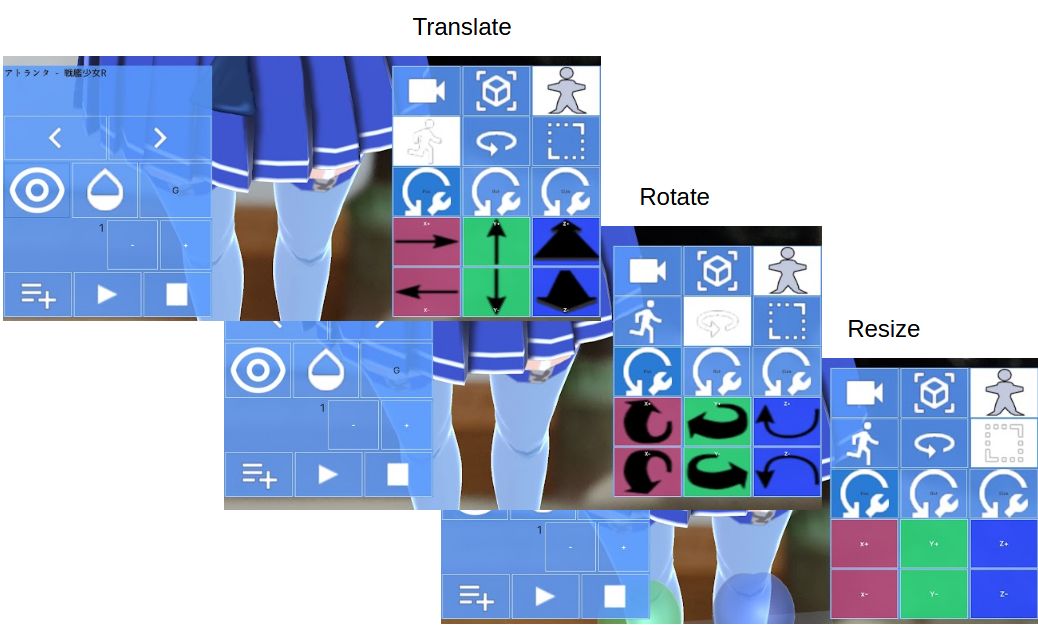 Translate
アトランタ - 戦艦少女R
G
1
-
+
Pos
Rot
Size
X+
Y+
Z+
X-
Y-
Z-
Rotate
G
1
-
+
Pos
Rot
Size
X+
Y+
Z+
X-
Y-
Z-
Resize
1
-
+
Pos
Rot
Size
X+
Y+
Z+
X-
Y-
Z-